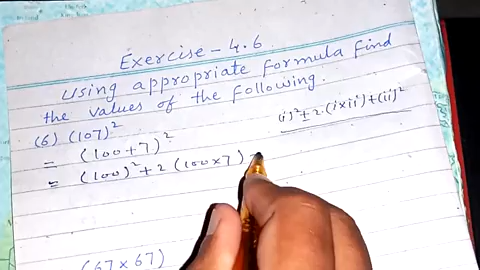 Exercise - 4.6
Using appropriate formula find
the values of the following.
(i)² ± 2 (i×ii) + (ii)²
(6) (107)²
= (100+7)²
= (100)² + 2 (100×7)
(67 × 67)